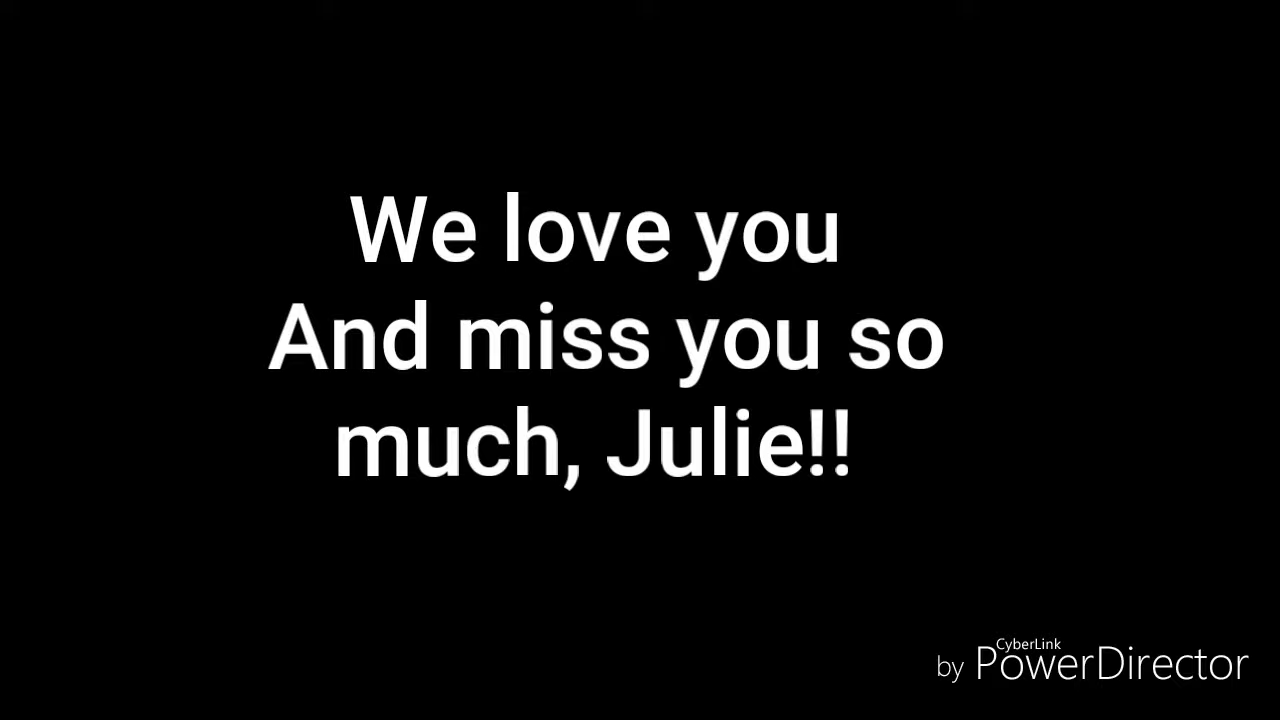 We love you
And miss you so
much, Julie!!
CyberLink
by PowerDirector